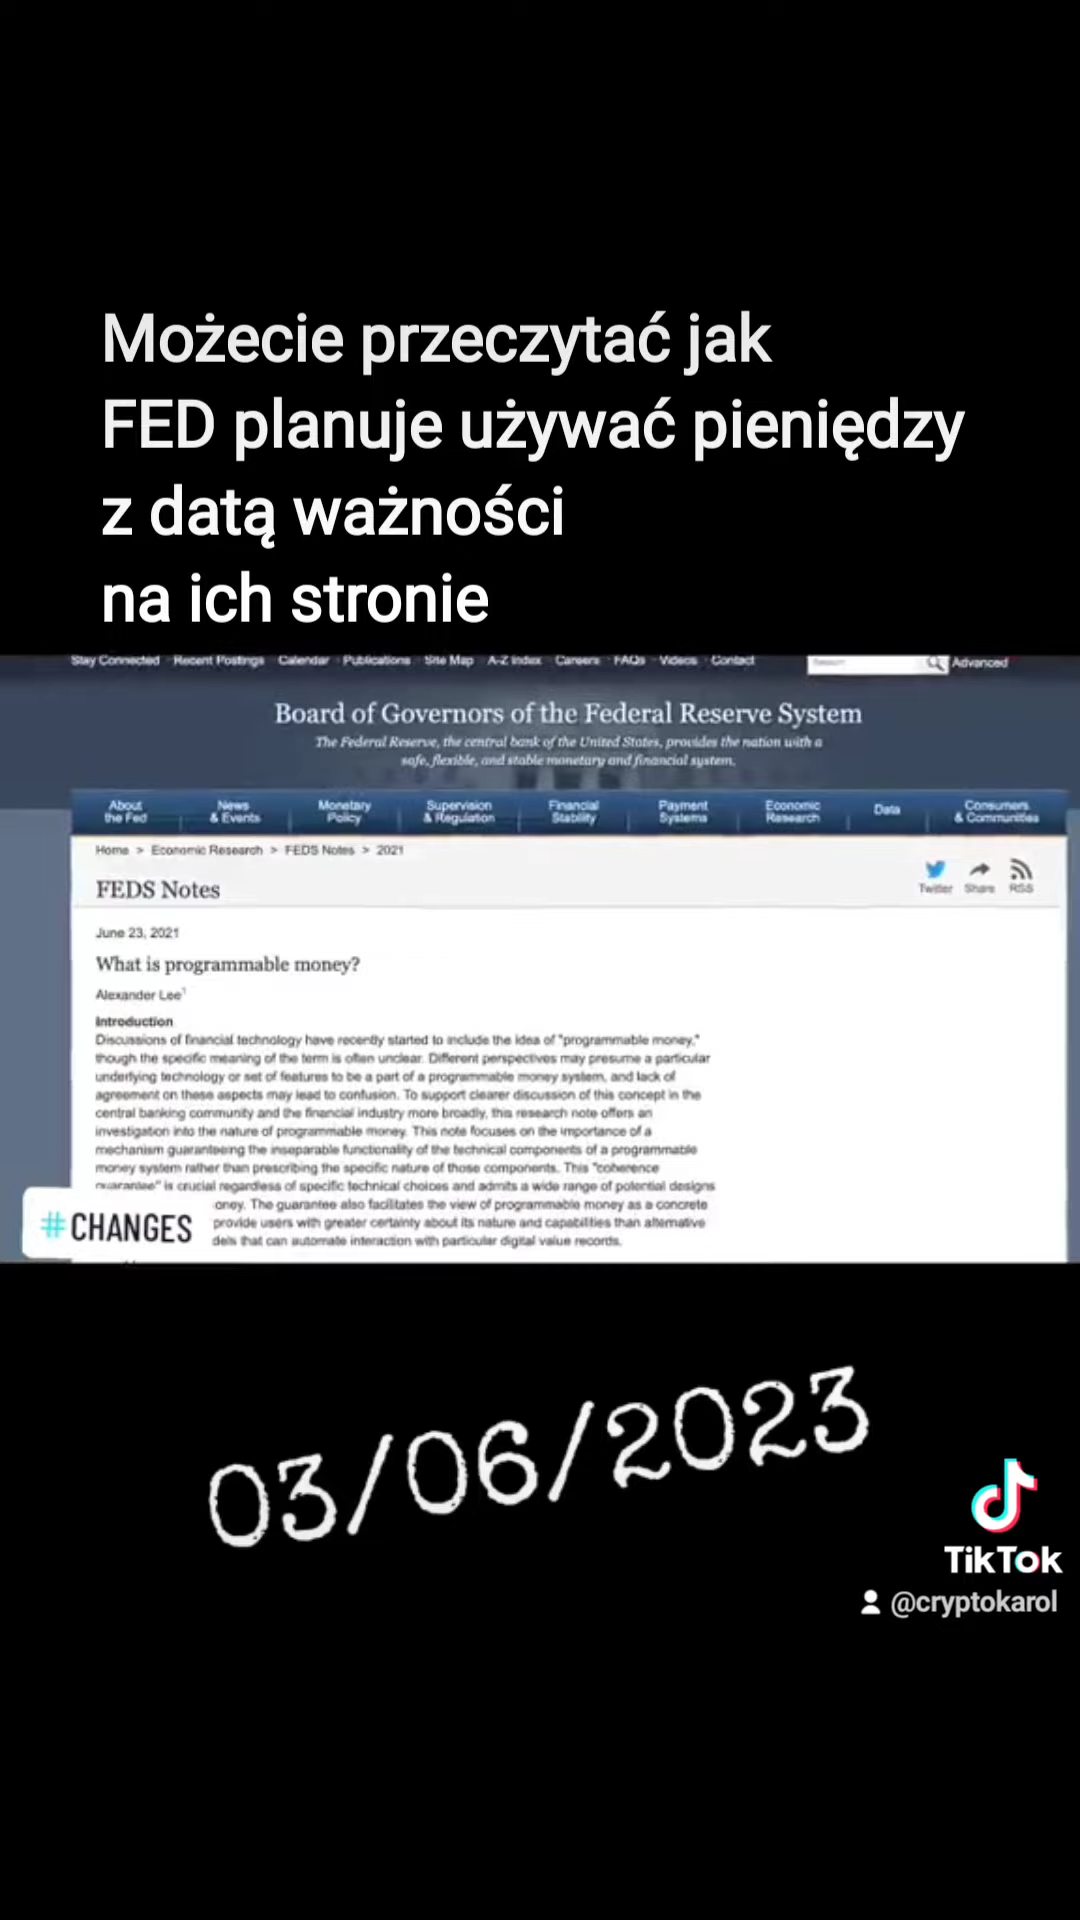 Możecie przeczytać jak
FED planuje używać pieniędzy
z datą ważności
na ich stronie
Stay Connected Recent Postings Calendar Publications Site Map A-Z Index Careers FAQs Videos Contact Search Advanced
Board of Governors of the Federal Reserve System
The Federal Reserve, the central bank of the United States, provides the nation with a
safe, flexible, and stable monetary and financial system.
About the Fed News & Events Monetary Policy Supervision & Regulation Financial Stability Payment Systems Economic Research Data Consumers & Communities
Home > Economic Research > FEDS Notes > 2021
FEDS Notes
Twitter Share RSS
June 23, 2021
What is programmable money?
Alexander Lee1
Introduction
Discussions of financial technology have recently started to include the idea of "programmable money,"
though the specific meaning of the term is often unclear. Different perspectives may presume a particular
underlying technology or set of features to be a part of a programmable money system, and lack of
agreement on these aspects may lead to confusion. To support clearer discussion of this concept in the
central banking community and the financial industry more broadly, this research note offers an
investigation into the nature of programmable money. This note focuses on the importance of a
mechanism guaranteeing the inseparable functionality of the technical components of a programmable
money system rather than prescribing the specific nature of those components. This "coherence
guarantee" is crucial regardless of specific technical choices and admits a wide range of potential designs
oney. The guarantee also facilitates the view of programmable money as a concrete
provide users with greater certainty about its nature and capabilities than alternative
dels that can automate interaction with particular digital value records.
# CHANGES
03/06/2023
TikTok
@cryptokarol